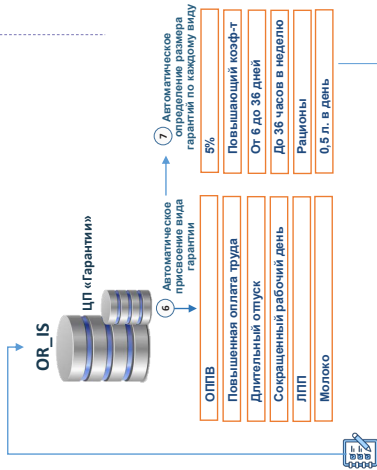 OR_IS
ЦП «Гарантии»
6
Автоматическое
присвоение вида
гарантии
ОППВ
Повышенная оплата труда
Длительный отпуск
Сокращенный рабочий день
ЛПП
Молоко
7
Автоматическое
определение размера
гарантий по каждому виду
5%
Повышающий коэф-т
От 6 до 36 дней
До 36 часов в неделю
Рационы
0,5 л. в день